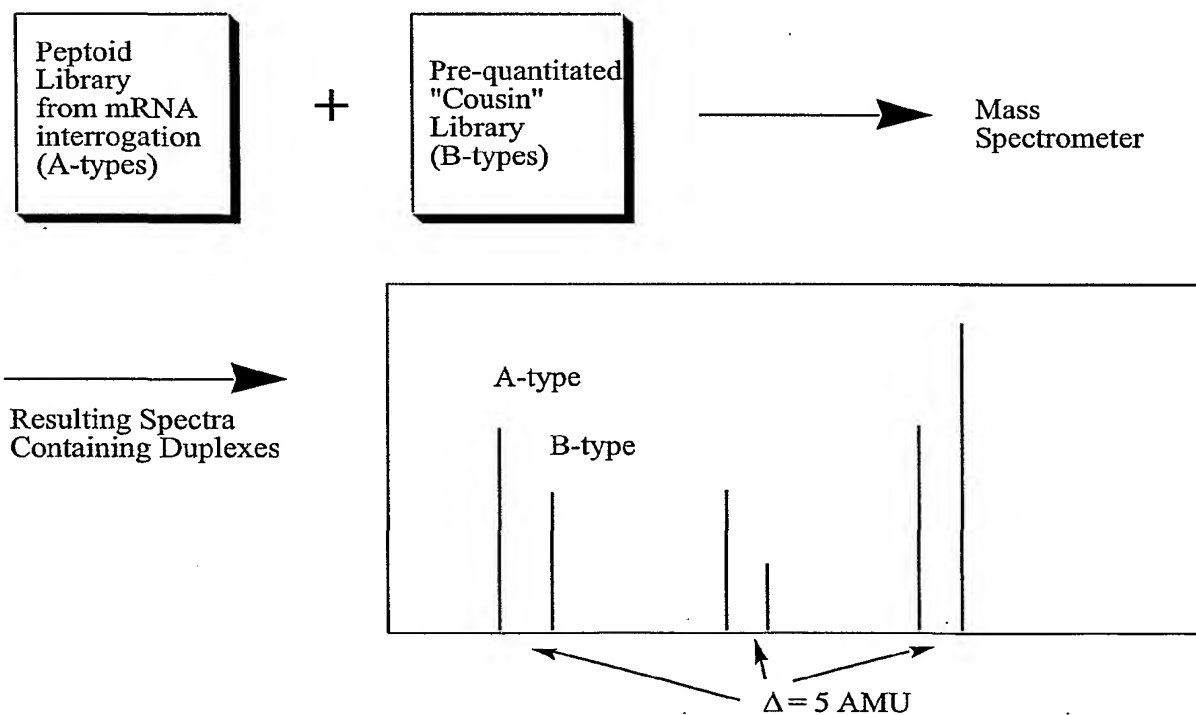 Peptoid
Library
from mRNA
interrogation
(A-types)
+
Pre-quantitated
"Cousin"
Library
(B-types)
Mass
Spectrometer
Resulting Spectra
Containing Duplexes
A-type
B-type
Δ = 5 AMU